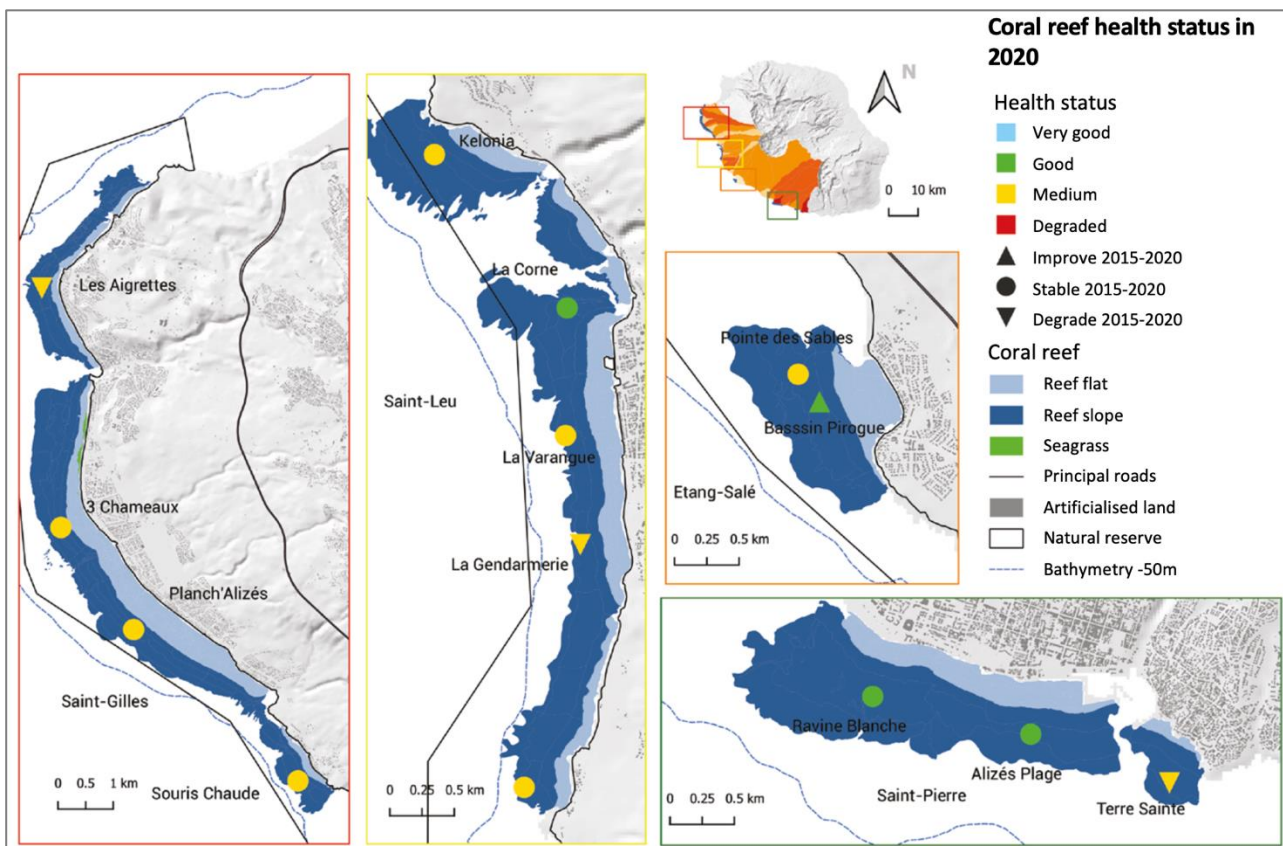 Les Aigrettes
3 Chameaux
Planch'Alizés
Saint-Gilles
0 0.5 1 km
Souris Chaude
Kelonia
La Corne
Saint-Leu
La Varangue
La Gendarmerie
0 0.25 0.5 km
N
0 10 km
Pointe des Sables
Basssin Pirogue
Etang-Salé
0 0.25 0.5 km
Ravine Blanche
Alizés Plage
Saint-Pierre
Terre Sainte
0 0.25 0.5 km
Coral reef health status in
2020
Health status
Very good
Good
Medium
Degraded
Improve 2015-2020
Stable 2015-2020
Degrade 2015-2020
Coral reef
Reef flat
Reef slope
Seagrass
Principal roads
Artificialised land
Natural reserve
Bathymetry -50m